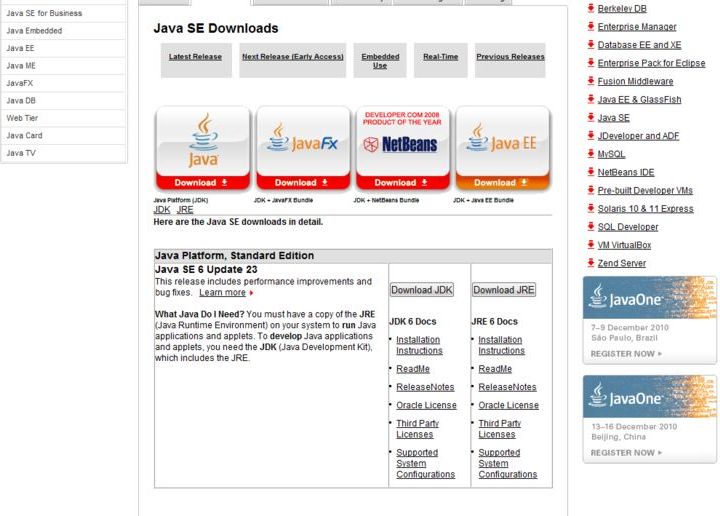 Java SE for Business
Java Embedded
Java EE
Java ME
JavaFX
Java DB
Web Tier
Java Card
Java TV
Java SE Downloads
Latest Release
Next Release (Early Access)
Embedded
Use
Real-Time
Previous Releases
Java
Download
Java Platform (JDK)
JDK JRE
JavaFX
Download
JDK + JavaFX Bundle
DEVELOPER.COM 2008
PRODUCT OF THE YEAR
NetBeans
Download
JDK + NetBeans Bundle
Java EE
Download
JDK + Java EE Bundle
Here are the Java SE downloads in detail.
Java Platform, Standard Edition
Java SE 6 Update 23
This release includes performance improvements and
bug fixes. Learn more
What Java Do I Need? You must have a copy of the JRE
(Java Runtime Environment) on your system to run Java
applications and applets. To develop Java applications
and applets, you need the JDK (Java Development Kit),
which includes the JRE.
Download JDK
JDK 6 Docs
Installation
Instructions
ReadMe
ReleaseNotes
Oracle License
Third Party
Licenses
Supported
System
Configurations
Download JRE
JRE 6 Docs
Installation
Instructions
ReadMe
ReleaseNotes
Oracle License
Third Party
Licenses
Supported
System
Configurations
Berkeley DB
Enterprise Manager
Database EE and XE
Enterprise Pack for Eclipse
Fusion Middleware
Java EE & GlassFish
Java SE
JDeveloper and ADF
MySQL
NetBeans IDE
Pre-built Developer VMs
Solaris 10 & 11 Express
SQL Developer
VM VirtualBox
Zend Server
JavaOne
7–9 December 2010
São Paulo, Brazil
REGISTER NOW
JavaOne
13–16 December 2010
Beijing, China
REGISTER NOW